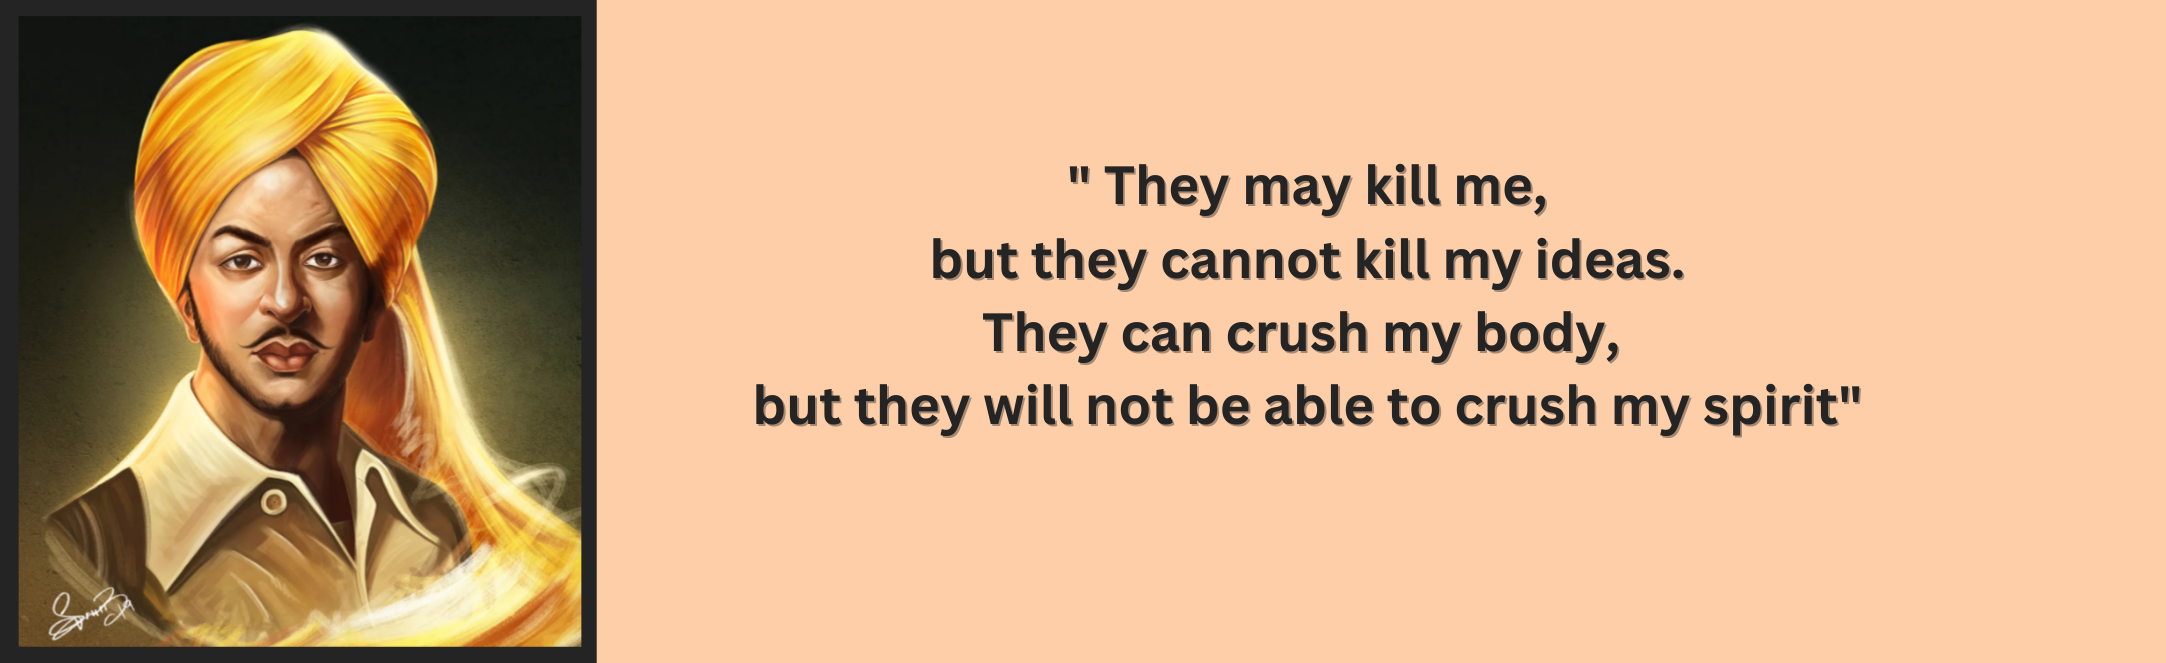 " They may kill me,
but they cannot kill my ideas.
They can crush my body,
but they will not be able to crush my spirit"